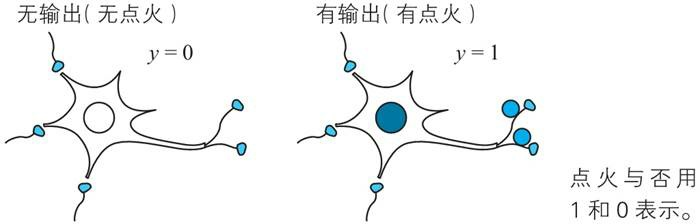 无输出(无点火)
有输出(有点火)
y = 0
y = 1
点火与否用
1和0表示。